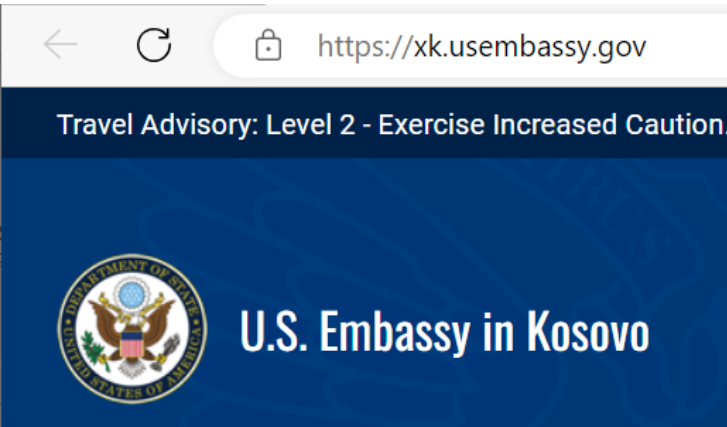 https://xk.usembassy.gov
Travel Advisory: Level 2 - Exercise Increased Caution.
DEPARTMENT OF STATE
UNITED STATES OF AMERICA
U.S. Embassy in Kosovo